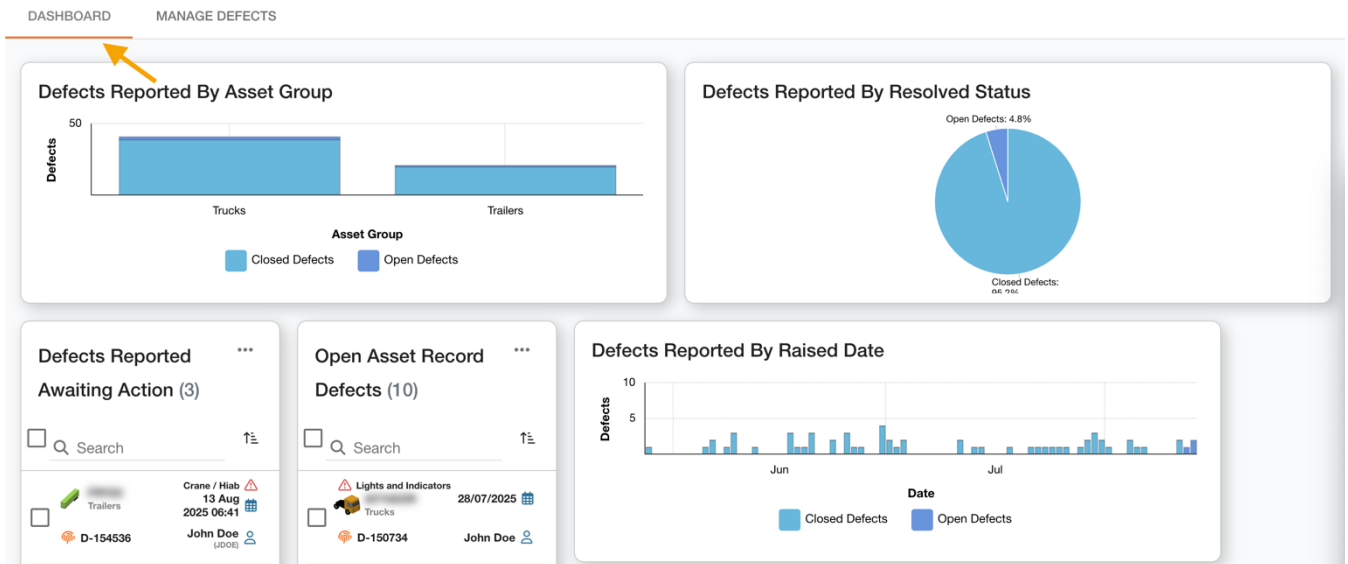 DASHBOARD MANAGE DEFECTS
Defects Reported By Asset Group
50
Defects
Trucks Trailers
Asset Group
Closed Defects Open Defects
Defects Reported By Resolved Status
Open Defects: 4.8%
Closed Defects:
95.2%
Defects Reported
Awaiting Action (3)
Search
Crane / Hiab
13 Aug
2025 06:41
Trailers
D-154536
John Doe
(JDOE)
Open Asset Record
Defects (10)
Search
Lights and Indicators
28/07/2025
Trucks
D-150734
John Doe
Defects Reported By Raised Date
10
5
Defects
Jun Jul
Date
Closed Defects Open Defects